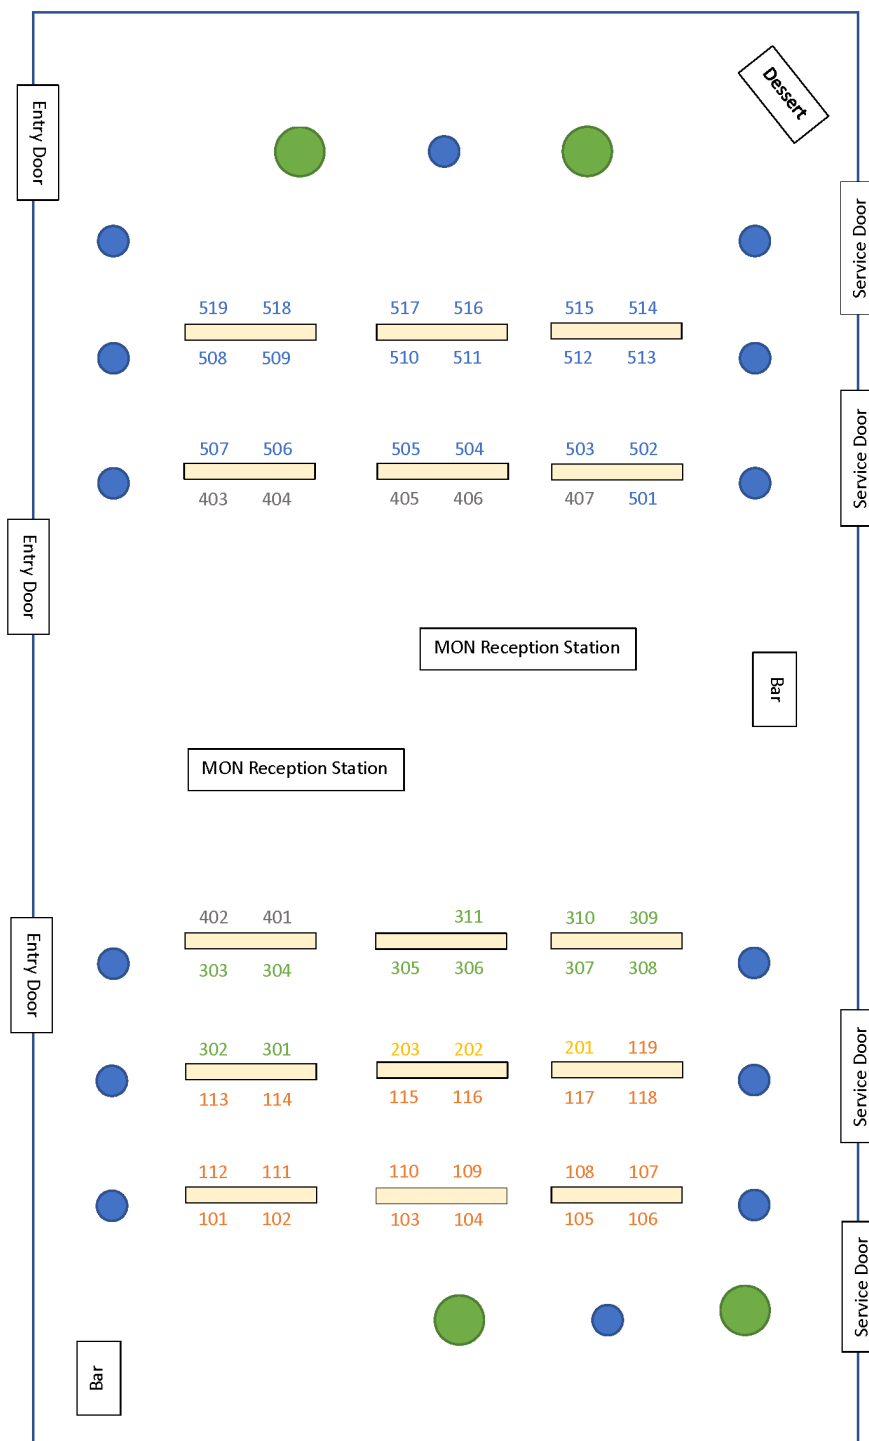 Dessert
Entry Door
Service Door
519 518 517 516 515 514
508 509 510 511 512 513
Service Door
507 506 505 504 503 502
403 404 405 406 407 501
Entry Door
MON Reception Station
Bar
MON Reception Station
402 401 311 310 309
303 304 305 306 307 308
Entry Door
302 301 203 202 201 119
113 114 115 116 117 118
Service Door
112 111 110 109 108 107
101 102 103 104 105 106
Service Door
Bar